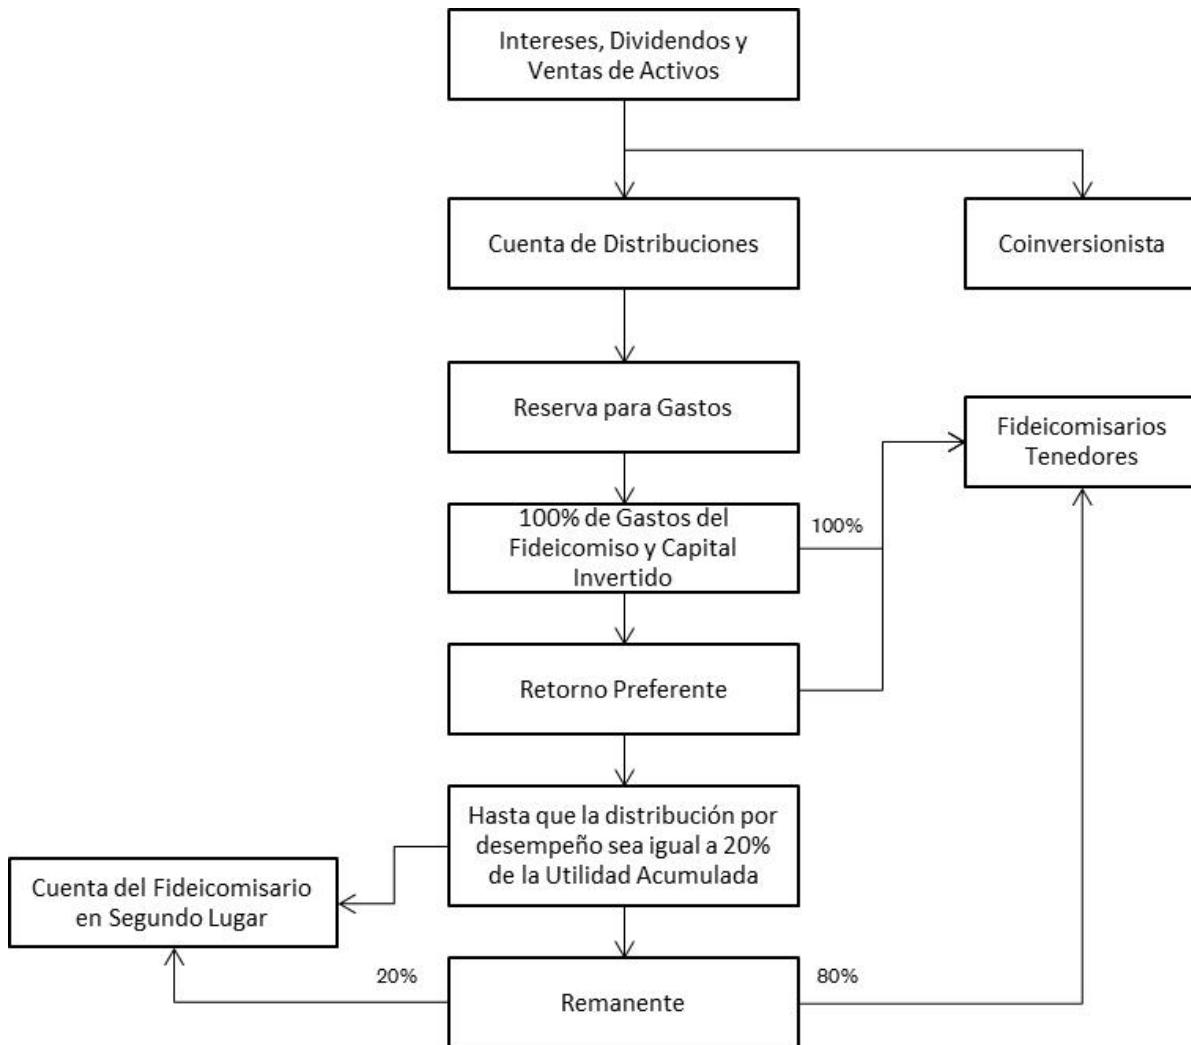 Intereses, Dividendos y
Ventas de Activos
Cuenta de Distribuciones
Coinversionista
Reserva para Gastos
Fideicomisarios
Tenedores
100% de Gastos del
Fideicomiso y Capital
Invertido
100%
Retorno Preferente
Hasta que la distribución por
desempeño sea igual a 20%
de la Utilidad Acumulada
Cuenta del Fideicomisario
en Segundo Lugar
20%
Remanente
80%